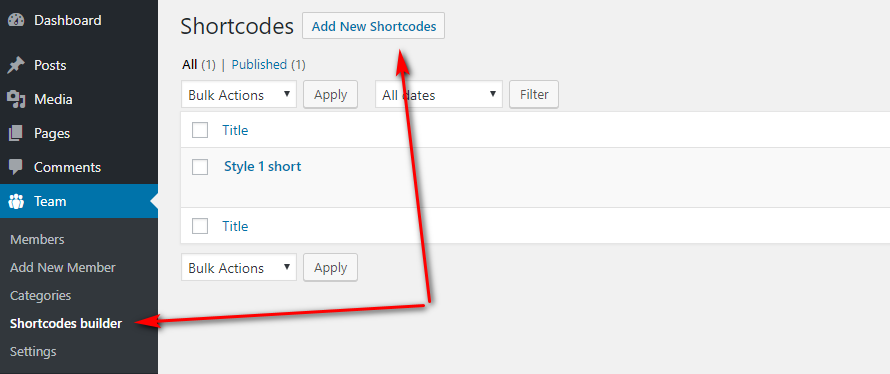 Dashboard
Posts
Media
Pages
Comments
Team
Members
Add New Member
Categories
Shortcodes builder
Settings
Shortcodes Add New Shortcodes
All (1) | Published (1)
Bulk Actions Apply All dates Filter
Title
Style 1 short
Title
Bulk Actions Apply